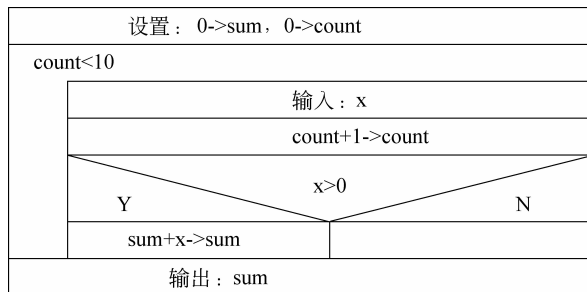 设置：0->sum，0->count
count<10
输入：x
count+1->count
x>0
Y
N
sum+x->sum
输出：sum